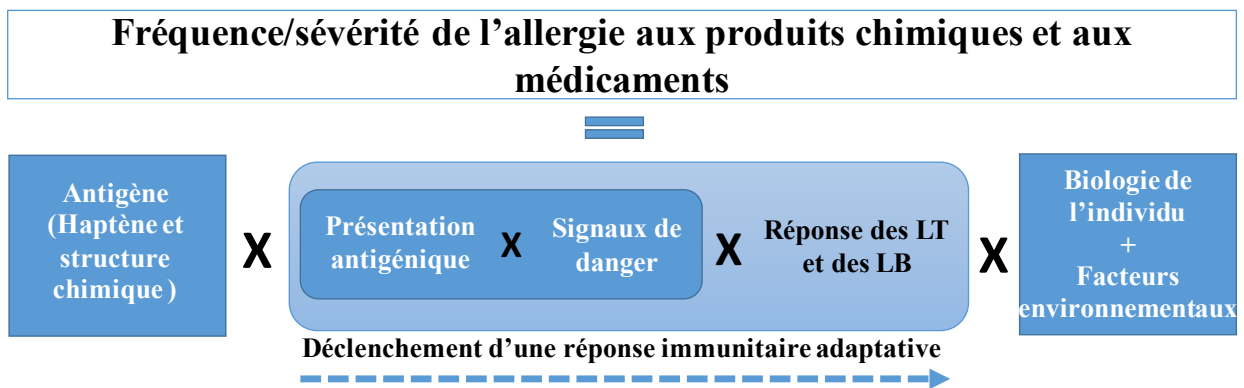 Fréquence/sévérité de l'allergie aux produits chimiques et aux
médicaments
=
Antigène
(Haptène et
structure
chimique )
X
Présentation
antigénique
X
Signaux de
danger
X
Réponse des LT
et des LB
X
Biologie de
l'individu
+
Facteurs
environnementaux
Déclenchement d'une réponse immunitaire adaptative